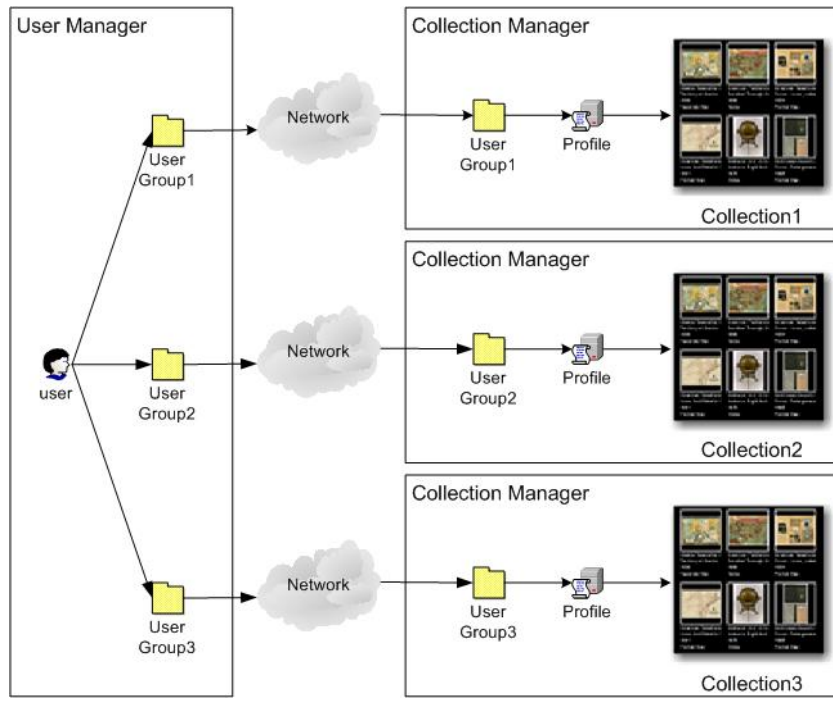 User Manager
User
Group1
user
User
Group2
User
Group3
Network
Network
Network
Collection Manager
User
Group1
Profile
Collection1
Collection Manager
User
Group2
Profile
Collection2
Collection Manager
User
Group3
Profile
Collection3